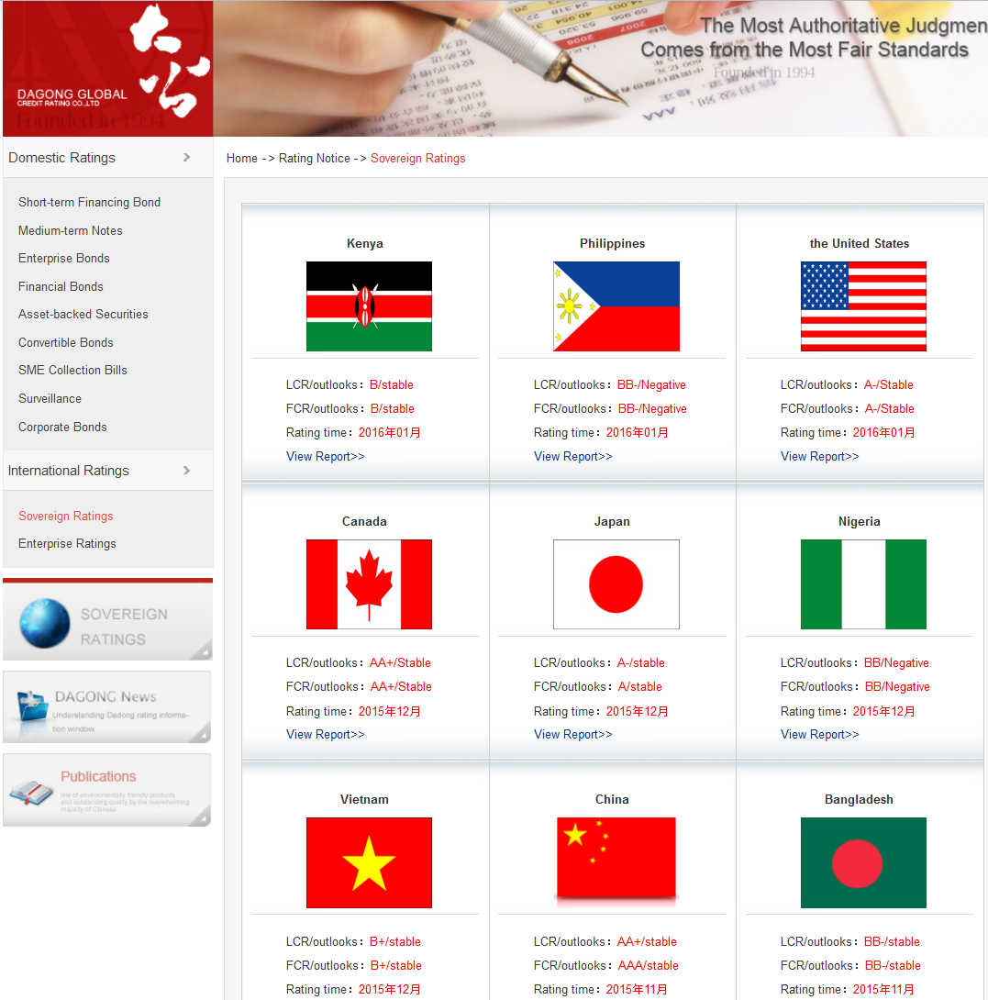 大公
DAGONG GLOBAL
CREDIT RATING CO.,LTD
Founded in 1994
The Most Authoritative Judgmen
Comes from the Most Fair Standards
Founded in 1994
Domestic Ratings
Short-term Financing Bond
Medium-term Notes
Enterprise Bonds
Financial Bonds
Asset-backed Securities
Convertible Bonds
SME Collection Bills
Surveillance
Corporate Bonds
International Ratings
Sovereign Ratings
Enterprise Ratings
SOVEREIGN
RATINGS
DAGONG News
Understanding Dadong rating informa-
tion window.
Publications
line of environmentally friendly products
and outstanding quality by the overwhelming
majority of Chinese
Home -> Rating Notice -> Sovereign Ratings
Kenya Philippines the United States
LCR/outlooks：B/stable LCR/outlooks：BB-/Negative LCR/outlooks：A-/Stable
FCR/outlooks：B/stable FCR/outlooks：BB-/Negative FCR/outlooks：A-/Stable
Rating time：2016年01月 Rating time：2016年01月 Rating time：2016年01月
View Report>> View Report>> View Report>>
Canada Japan Nigeria
LCR/outlooks：AA+/Stable LCR/outlooks：A-/stable LCR/outlooks：BB/Negative
FCR/outlooks：AA+/Stable FCR/outlooks：A/stable FCR/outlooks：BB/Negative
Rating time：2015年12月 Rating time：2015年12月 Rating time：2015年12月
View Report>> View Report>> View Report>>
Vietnam China Bangladesh
LCR/outlooks：B+/stable LCR/outlooks：AA+/stable LCR/outlooks：BB-/stable
FCR/outlooks：B+/stable FCR/outlooks：AAA/stable FCR/outlooks：BB-/stable
Rating time：2015年12月 Rating time：2015年11月 Rating time：2015年11月